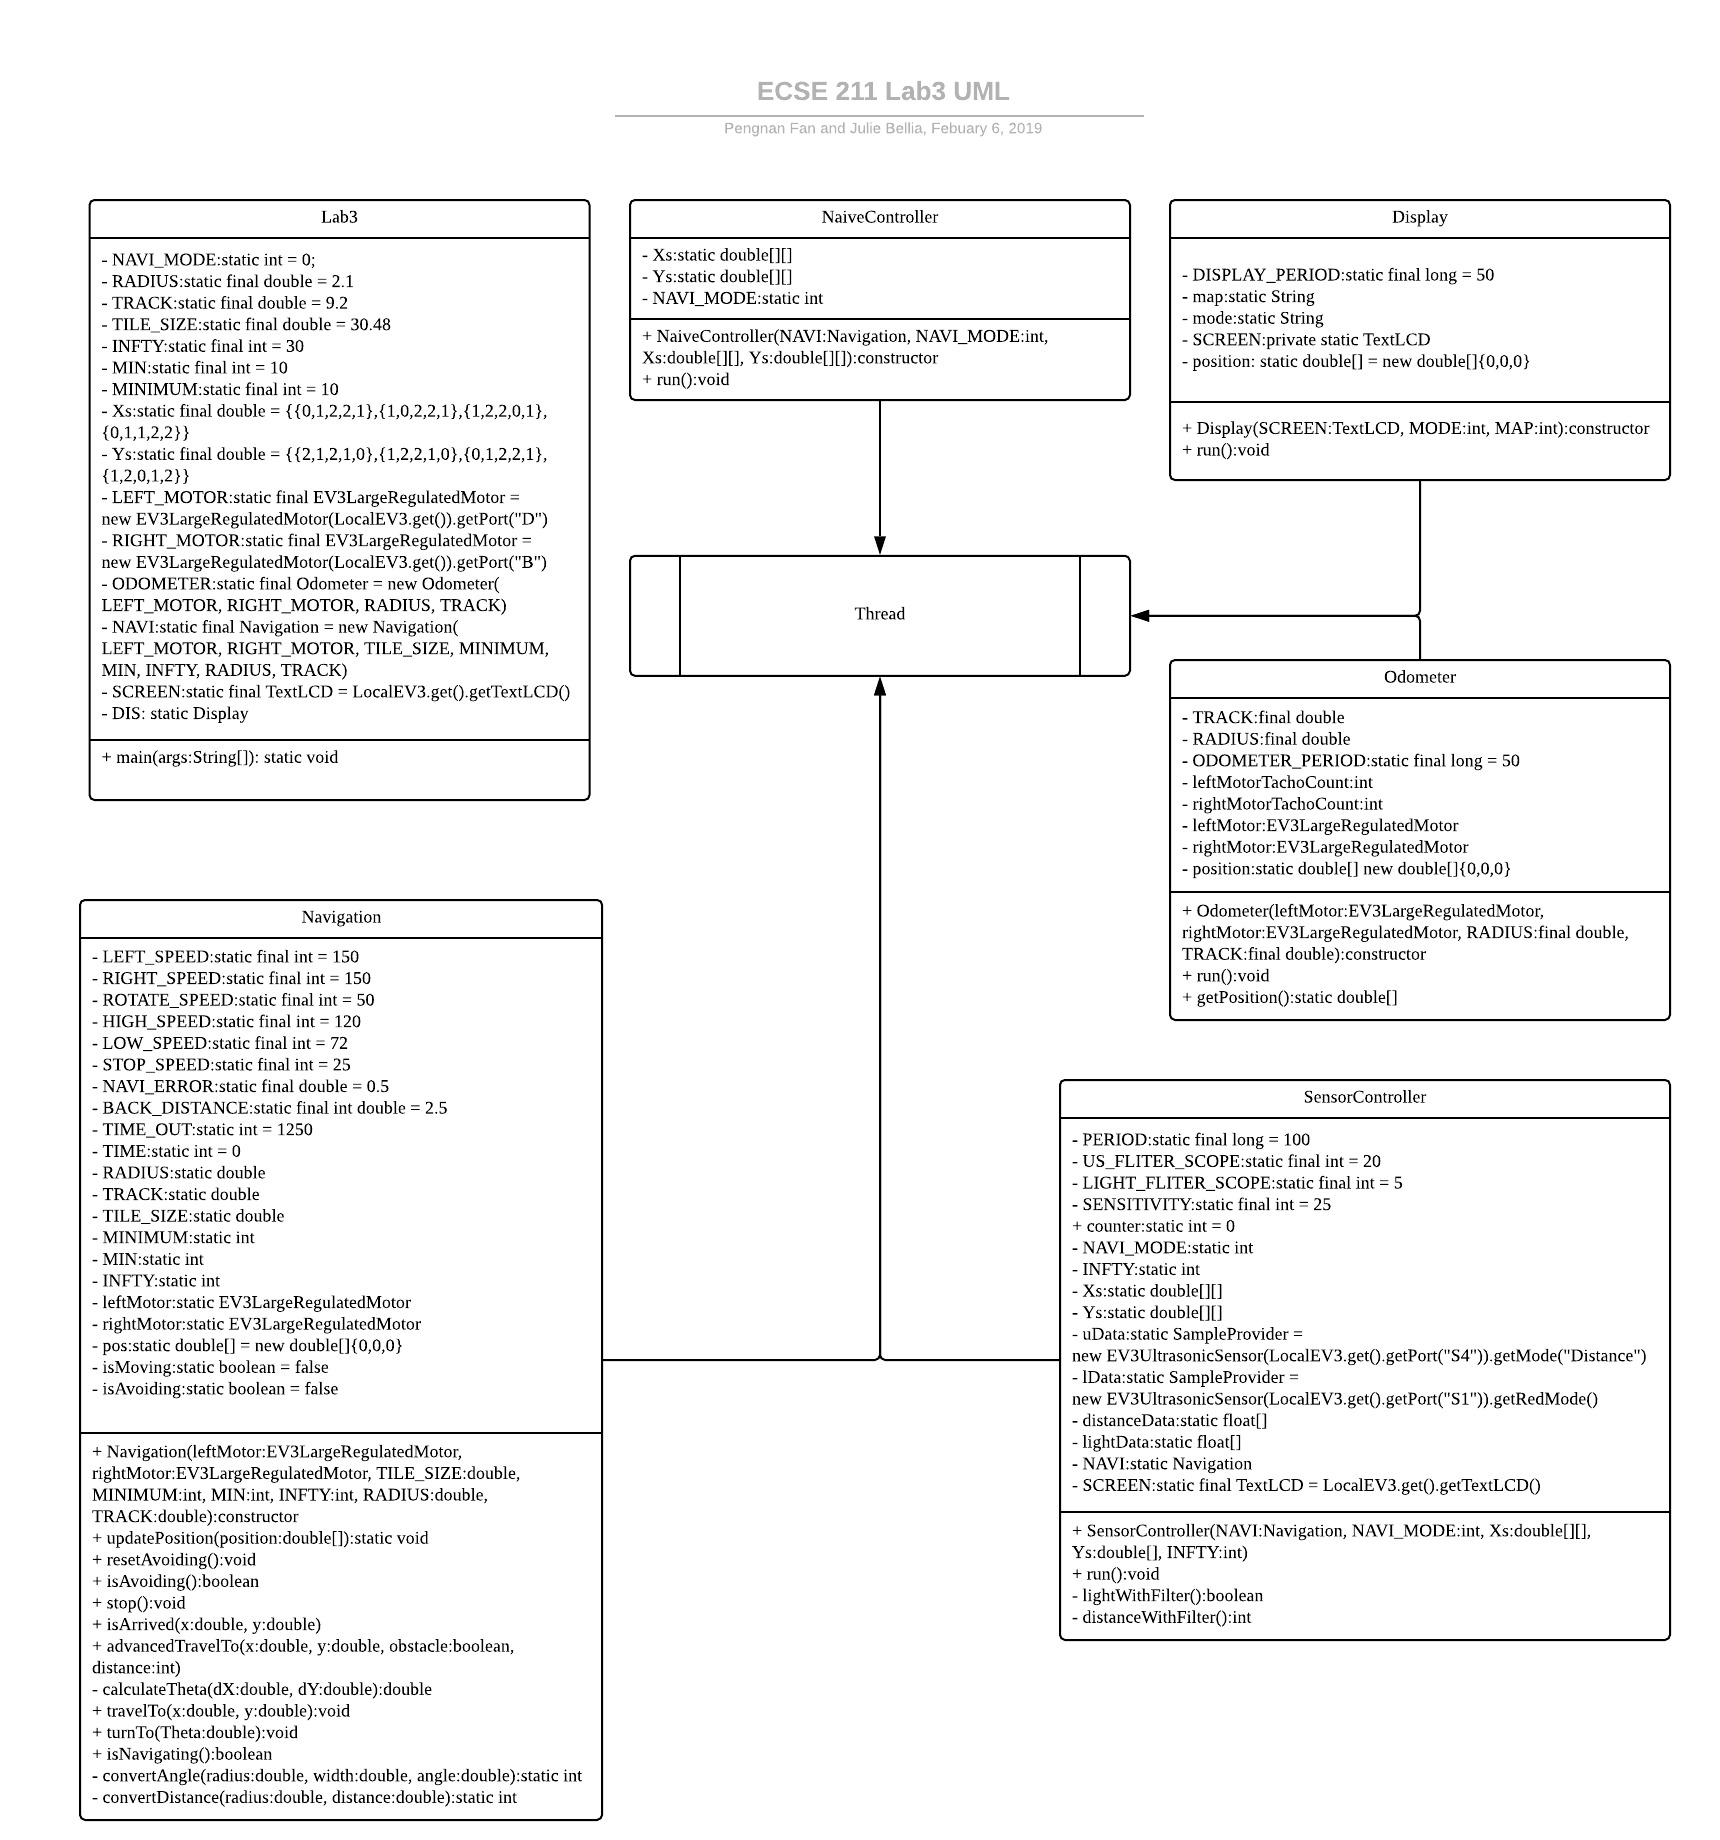 ECSE 211 Lab3 UML
Pengnan Fan and Julie Bellia, Febuary 6, 2019
Lab3
- NAVI_MODE:static int = 0;
- RADIUS:static final double = 2.1
- TRACK:static final double = 9.2
- TILE_SIZE:static final double = 30.48
- INFTY:static final int = 30
- MIN:static final int = 10
- MINIMUM:static final int = 10
- Xs:static final double = {{0,1,2,2,1},{1,0,2,2,1},{1,2,2,0,1},
{0,1,1,2,2}}
- Ys:static final double = {{2,1,2,1,0},{1,2,2,1,0},{0,1,2,2,1},
{1,2,0,1,2}}
- LEFT_MOTOR:static final EV3LargeRegulatedMotor =
new EV3LargeRegulatedMotor(LocalEV3.get()).getPort("D")
- RIGHT_MOTOR:static final EV3LargeRegulatedMotor =
new EV3LargeRegulatedMotor(LocalEV3.get()).getPort("B")
- ODOMETER:static final Odometer = new Odometer(
LEFT_MOTOR, RIGHT_MOTOR, RADIUS, TRACK)
- NAVI:static final Navigation = new Navigation(
LEFT_MOTOR, RIGHT_MOTOR, TILE_SIZE, MINIMUM,
MIN, INFTY, RADIUS, TRACK)
- SCREEN:static final TextLCD = LocalEV3.get().getTextLCD()
- DIS: static Display
+ main(args:String[]): static void
NaiveController
- Xs:static double[][]
- Ys:static double[][]
- NAVI_MODE:static int
+ NaiveController(NAVI:Navigation, NAVI_MODE:int,
Xs:double[][], Ys:double[][]):constructor
+ run():void
Display
- DISPLAY_PERIOD:static final long = 50
- map:static String
- mode:static String
- SCREEN:private static TextLCD
- position: static double[] = new double[]{0,0,0}
+ Display(SCREEN:TextLCD, MODE:int, MAP:int):constructor
+ run():void
Thread
Odometer
- TRACK:final double
- RADIUS:final double
- ODOMETER_PERIOD:static final long = 50
- leftMotorTachoCount:int
- rightMotorTachoCount:int
- leftMotor:EV3LargeRegulatedMotor
- rightMotor:EV3LargeRegulatedMotor
- position:static double[] new double[]{0,0,0}
+ Odometer(leftMotor:EV3LargeRegulatedMotor,
rightMotor:EV3LargeRegulatedMotor, RADIUS:final double,
TRACK:final double):constructor
+ run():void
+ getPosition():static double[]
Navigation
- LEFT_SPEED:static final int = 150
- RIGHT_SPEED:static final int = 150
- ROTATE_SPEED:static final int = 50
- HIGH_SPEED:static final int = 120
- LOW_SPEED:static final int = 72
- STOP_SPEED:static final int = 25
- NAVI_ERROR:static final double = 0.5
- BACK_DISTANCE:static final int double = 2.5
- TIME_OUT:static int = 1250
- TIME:static int = 0
- RADIUS:static double
- TRACK:static double
- TILE_SIZE:static double
- MINIMUM:static int
- MIN:static int
- INFTY:static int
- leftMotor:static EV3LargeRegulatedMotor
- rightMotor:static EV3LargeRegulatedMotor
- pos:static double[] = new double[]{0,0,0}
- isMoving:static boolean = false
- isAvoiding:static boolean = false
+ Navigation(leftMotor:EV3LargeRegulatedMotor,
rightMotor:EV3LargeRegulatedMotor, TILE_SIZE:double,
MINIMUM:int, MIN:int, INFTY:int, RADIUS:double,
TRACK:double):constructor
+ updatePosition(position:double[]):static void
+ resetAvoiding():void
+ isAvoiding():boolean
+ stop():void
+ isArrived(x:double, y:double)
+ advancedTravelTo(x:double, y:double, obstacle:boolean,
distance:int)
- calculateTheta(dX:double, dY:double):double
+ travelTo(x:double, y:double):void
+ turnTo(Theta:double):void
+ isNavigating():boolean
- convertAngle(radius:double, width:double, angle:double):static int
- convertDistance(radius:double, distance:double):static int
SensorController
- PERIOD:static final long = 100
- US_FLITER_SCOPE:static final int = 20
- LIGHT_FLITER_SCOPE:static final int = 5
- SENSITIVITY:static final int = 25
+ counter:static int = 0
- NAVI_MODE:static int
- INFTY:static int
- Xs:static double[][]
- Ys:static double[][]
- uData:static SampleProvider =
new EV3UltrasonicSensor(LocalEV3.get().getPort("S4")).getMode("Distance")
- lData:static SampleProvider =
new EV3UltrasonicSensor(LocalEV3.get().getPort("S1")).getRedMode()
- distanceData:static float[]
- lightData:static float[]
- NAVI:static Navigation
- SCREEN:static final TextLCD = LocalEV3.get().getTextLCD()
+ SensorController(NAVI:Navigation, NAVI_MODE:int, Xs:double[][],
Ys:double[], INFTY:int)
+ run():void
- lightWithFilter():boolean
- distanceWithFilter():int